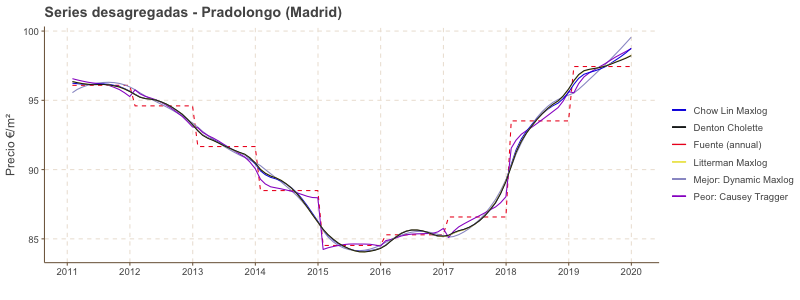 Series desagregadas - Pradolongo (Madrid)
Precio €/m²
100
95
90
85
2011 2012 2013 2014 2015 2016 2017 2018 2019 2020
Chow Lin Maxlog
Denton Cholette
Fuente (annual)
Litterman Maxlog
Mejor: Dynamic Maxlog
Peor: Causey Tragger